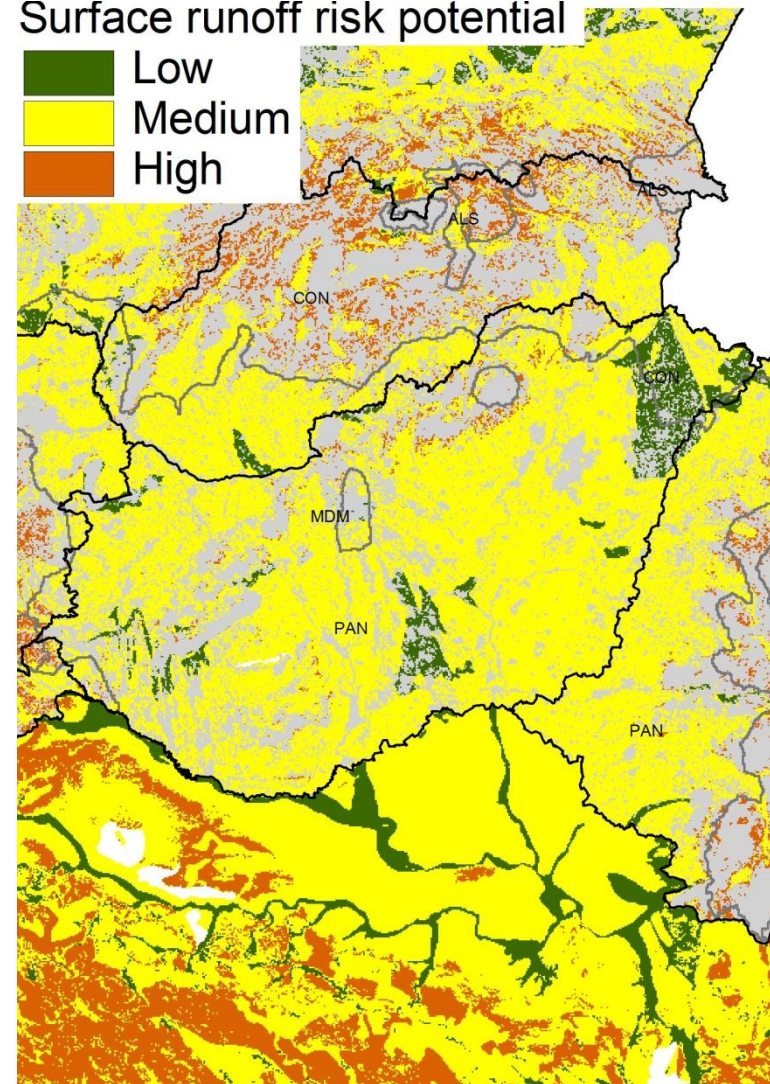 Surface runoff risk potential
Low
Medium
High
ALS
ALS
CON
CON
MDM
PAN
PAN